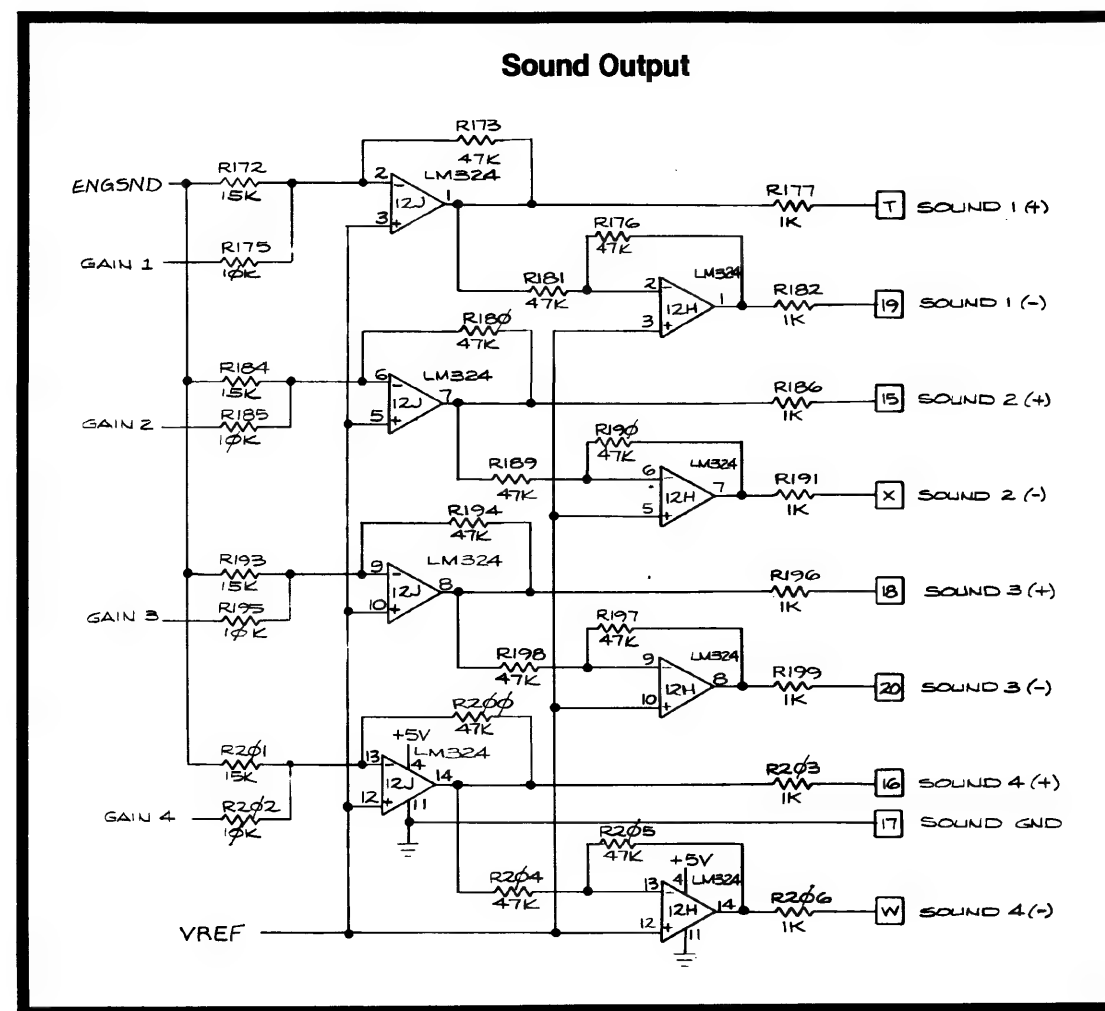 Sound Output
R173
47K
R172
ENGSND
15K
2
LM324
1
12J
3
R177
1K
T SOUND 1 (+)
R175
GAIN 1
10K
R176
47K
R181
47K
2
LM324
1
12H
3
R182
1K
19 SOUND 1 (-)
R180
47K
R184
15K
6
LM324
7
12J
5
R186
1K
15 SOUND 2 (+)
R185
GAIN 2
10K
R190
47K
R189
47K
6
LM324
7
12H
5
R191
1K
X SOUND 2 (-)
R194
47K
R193
15K
9
LM324
8
12J
10
R196
1K
18 SOUND 3 (+)
R195
GAIN 3
10K
R197
47K
R198
47K
9
LM324
8
12H
10
R199
1K
20 SOUND 3 (-)
R200
47K
+5V
LM324
4
R201
15K
13
12J
14
12
11
R203
1K
16 SOUND 4 (+)
17 SOUND GND
R202
GAIN 4
10K
R205
47K
+5V
4
LM324
R204
47K
13
12H
14
12
11
R206
1K
W SOUND 4 (-)
VREF